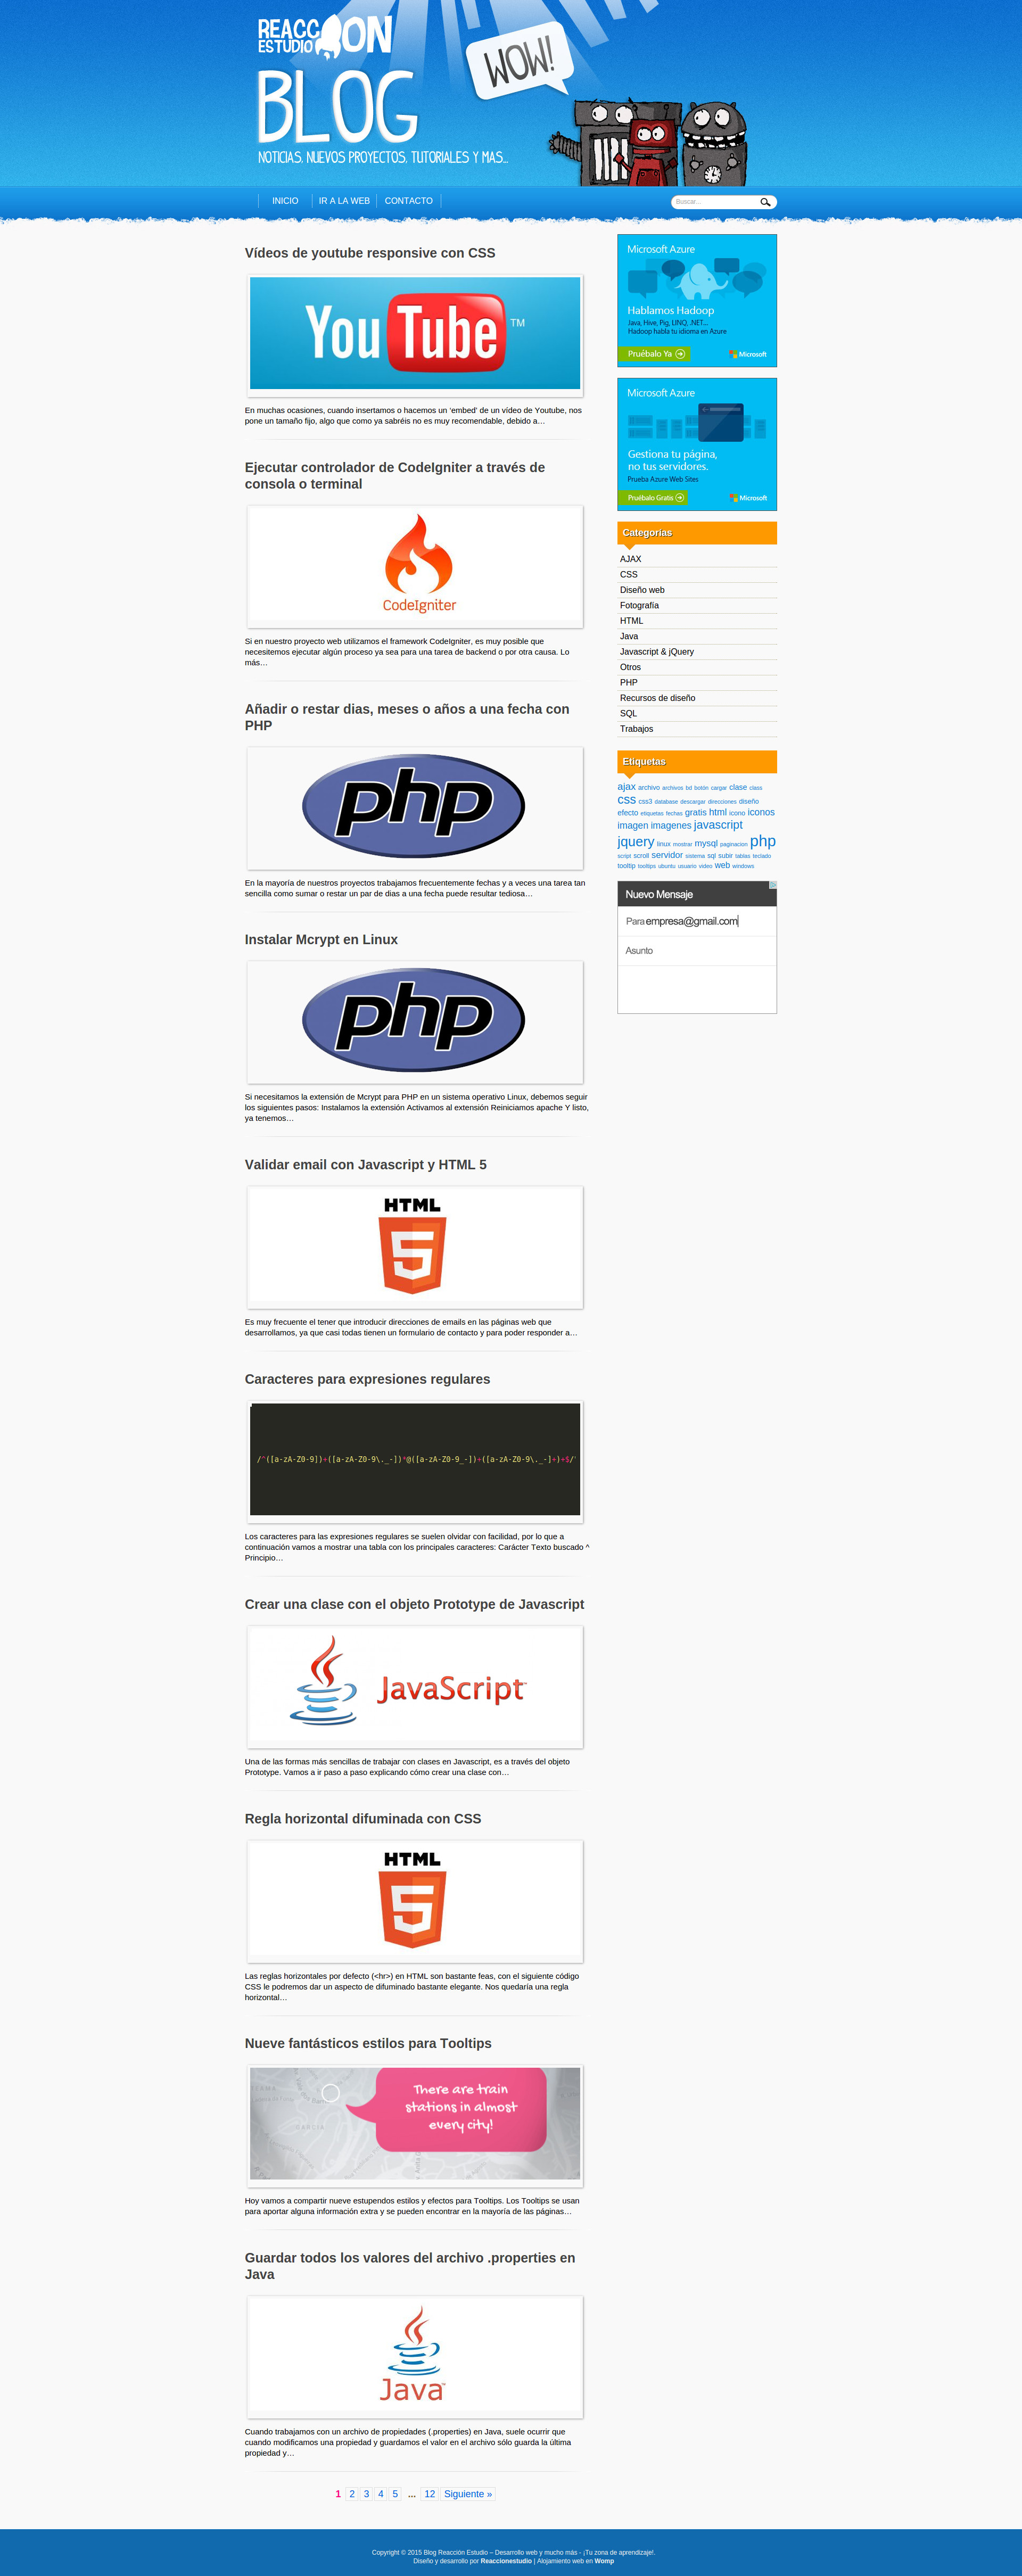 REACCION
ESTUDIO
BLOG
NOTICIAS, NUEVOS PROYECTOS, TUTORIALES Y MAS...
WOW!
INICIO
IR A LA WEB
CONTACTO
Buscar...
Vídeos de youtube responsive con CSS
YouTube TM
En muchas ocasiones, cuando insertamos o hacemos un 'embed' de un vídeo de Youtube, nos
pone un tamaño fijo, algo que como ya sabréis no es muy recomendable, debido a…
Ejecutar controlador de CodeIgniter a través de
consola o terminal
CodeIgniter
Si en nuestro proyecto web utilizamos el framework CodeIgniter, es muy posible que
necesitemos ejecutar algún proceso ya sea para una tarea de backend o por otra causa. Lo
más…
Añadir o restar dias, meses o años a una fecha con
PHP
php
En la mayoría de nuestros proyectos trabajamos frecuentemente fechas y a veces una tarea tan
sencilla como sumar o restar un par de dias a una fecha puede resultar tediosa…
Instalar Mcrypt en Linux
php
Si necesitamos la extensión de Mcrypt para PHP en un sistema operativo Linux, debemos seguir
los siguientes pasos: Instalamos la extensión Activamos al extensión Reiniciamos apache Y listo,
ya tenemos…
Validar email con Javascript y HTML 5
HTML
5
Es muy frecuente el tener que introducir direcciones de emails en las páginas web que
desarrollamos, ya que casi todas tienen un formulario de contacto y para poder responder a…
Caracteres para expresiones regulares
/^([a-zA-Z0-9])+([a-zA-Z0-9\._-])*@([a-zA-Z0-9_-])+([a-zA-Z0-9\._-]+)+$/
Los caracteres para las expresiones regulares se suelen olvidar con facilidad, por lo que a
continuación vamos a mostrar una tabla con los principales caracteres: Carácter Texto buscado ^
Principio…
Crear una clase con el objeto Prototype de Javascript
JavaScript
Una de las formas más sencillas de trabajar con clases en Javascript, es a través del objeto
Prototype. Vamos a ir paso a paso explicando cómo crear una clase con…
Regla horizontal difuminada con CSS
HTML
5
Las reglas horizontales por defecto (<hr>) en HTML son bastante feas, con el siguiente código
CSS le podremos dar un aspecto de difuminado bastante elegante. Nos quedaría una regla
horizontal…
Nueve fantásticos estilos para Tooltips
There are train
stations in almost
every city!
Hoy vamos a compartir nueve estupendos estilos y efectos para Tooltips. Los Tooltips se usan
para aportar alguna información extra y se pueden encontrar en la mayoría de las páginas…
Guardar todos los valores del archivo .properties en
Java
Java
Cuando trabajamos con un archivo de propiedades (.properties) en Java, suele ocurrir que
cuando modificamos una propiedad y guardamos el valor en el archivo sólo guarda la última
propiedad y…
1 2 3 4 5 ... 12 Siguiente »
Microsoft Azure
Hablamos Hadoop
Java, Hive, Pig, LINQ, .NET...
Hadoop habla tu idioma en Azure
Pruébalo Ya
Microsoft
Microsoft Azure
Gestiona tu página,
no tus servidores.
Prueba Azure Web Sites
Pruébalo Gratis
Microsoft
Categorias
AJAX
CSS
Diseño web
Fotografía
HTML
Java
Javascript & jQuery
Otros
PHP
Recursos de diseño
SQL
Trabajos
Etiquetas
ajax archivo archivos bd botón cargar clase class
css css3 database descargar direcciones diseño
efecto etiquetas fechas gratis html icono iconos
imagen imagenes javascript
jquery linux mostrar mysql paginacion php
script scroll servidor sistema sql subir tablas teclado
tooltip tooltips ubuntu usuario video web windows
Nuevo Mensaje
Para empresa@gmail.com
Asunto
Copyright © 2015 Blog Reacción Estudio – Desarrollo web y mucho más - ¡Tu zona de aprendizaje!.
Diseño y desarrollo por Reaccionestudio | Alojamiento web en Womp